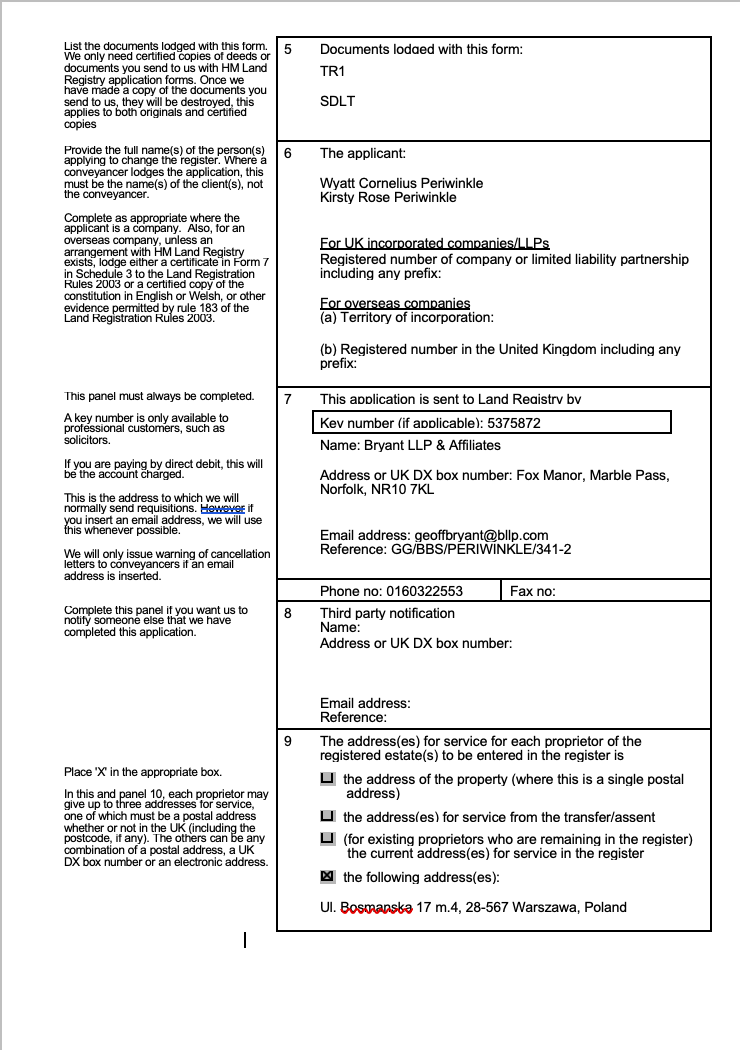 List the documents lodged with this form.
We only need certified copies of deeds or
documents you send to us with HM Land
Registry application forms. Once we
have made a copy of the documents you
send to us, they will be destroyed, this
applies to both originals and certified
copies
5 Documents lodged with this form:
TR1
SDLT
Provide the full name(s) of the person(s)
applying to change the register. Where a
conveyancer lodges the application, this
must be the name(s) of the client(s), not
the conveyancer.
Complete as appropriate where the
applicant is a company. Also, for an
overseas company, unless an
arrangement with HM Land Registry
exists, lodge either a certificate in Form 7
in Schedule 3 to the Land Registration
Rules 2003 or a certified copy of the
constitution in English or Welsh, or other
evidence permitted by rule 183 of the
Land Registration Rules 2003.
6 The applicant:
Wyatt Cornelius Periwinkle
Kirsty Rose Periwinkle
For UK incorporated companies/LLPs
Registered number of company or limited liability partnership
including any prefix:
For overseas companies
(a) Territory of incorporation:
(b) Registered number in the United Kingdom including any
prefix:
This panel must always be completed.
A key number is only available to
professional customers, such as
solicitors.
If you are paying by direct debit, this will
be the account charged.
This is the address to which we will
normally send requisitions. However if
you insert an email address, we will use
this whenever possible.
We will only issue warning of cancellation
letters to conveyancers if an email
address is inserted.
7 This application is sent to Land Registry by
Key number (if applicable): 5375872
Name: Bryant LLP & Affiliates
Address or UK DX box number: Fox Manor, Marble Pass,
Norfolk, NR10 7KL
Email address: geoffbryant@bllp.com
Reference: GG/BBS/PERIWINKLE/341-2
Phone no: 0160322553 Fax no:
Complete this panel if you want us to
notify someone else that we have
completed this application.
8 Third party notification
Name:
Address or UK DX box number:
Email address:
Reference:
Place 'X' in the appropriate box.
In this and panel 10, each proprietor may
give up to three addresses for service,
one of which must be a postal address
whether or not in the UK (including the
postcode, if any). The others can be any
combination of a postal address, a UK
DX box number or an electronic address.
9 The address(es) for service for each proprietor of the
registered estate(s) to be entered in the register is
the address of the property (where this is a single postal
address)
the address(es) for service from the transfer/assent
(for existing proprietors who are remaining in the register)
the current address(es) for service in the register
the following address(es):
Ul. Bosmanska 17 m.4, 28-567 Warszawa, Poland